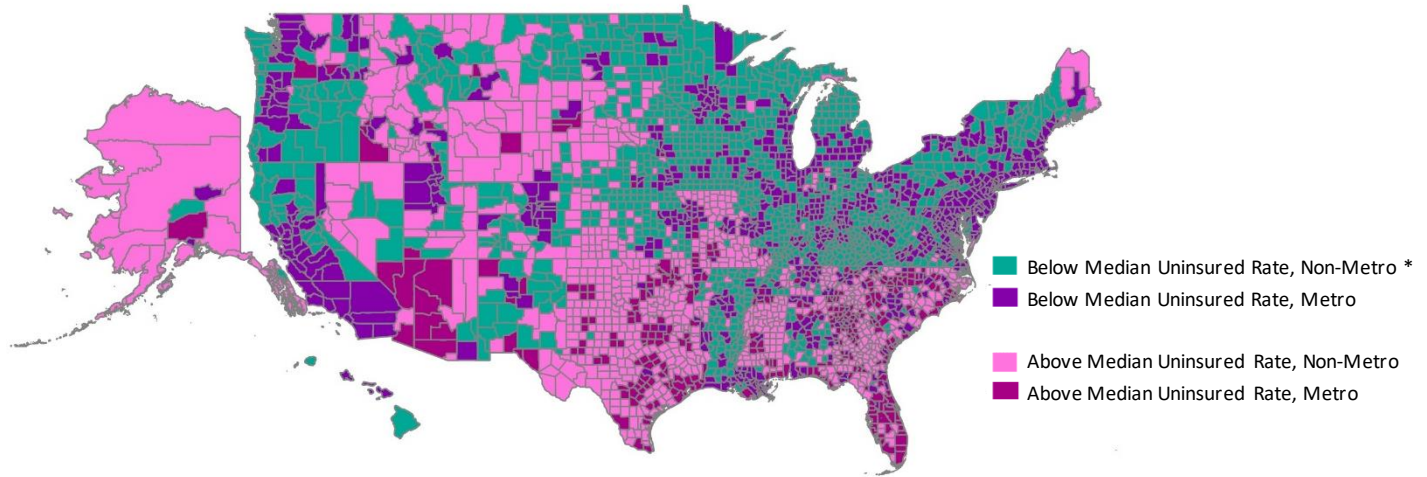 Below Median Uninsured Rate, Non-Metro *
Below Median Uninsured Rate, Metro
Above Median Uninsured Rate, Non-Metro
Above Median Uninsured Rate, Metro